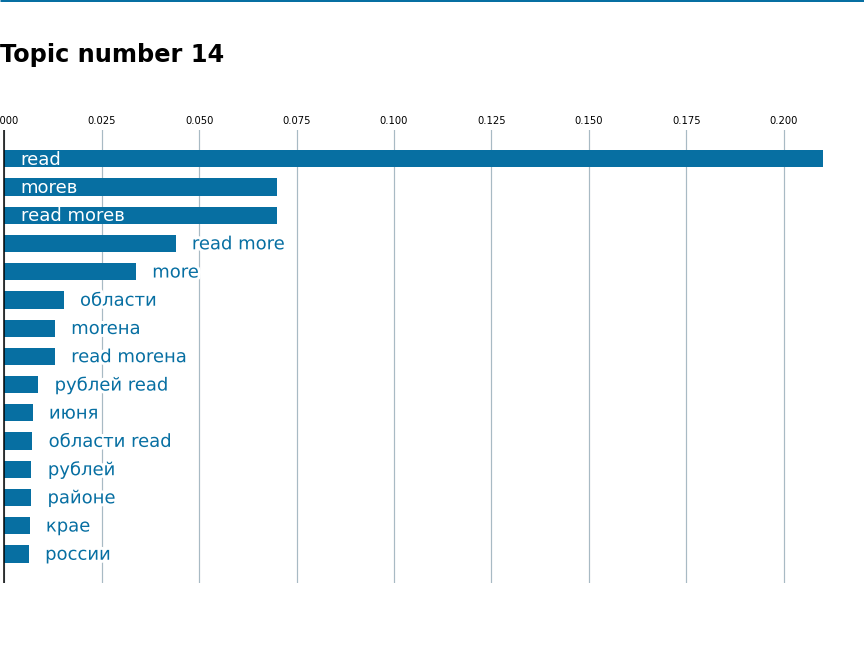 Topic number 14
000 0.025 0.050 0.075 0.100 0.125 0.150 0.175 0.200
read
moreв
read moreв
read more
more
области
moreна
read moreна
рублей read
июня
области read
рублей
районе
крае
россии